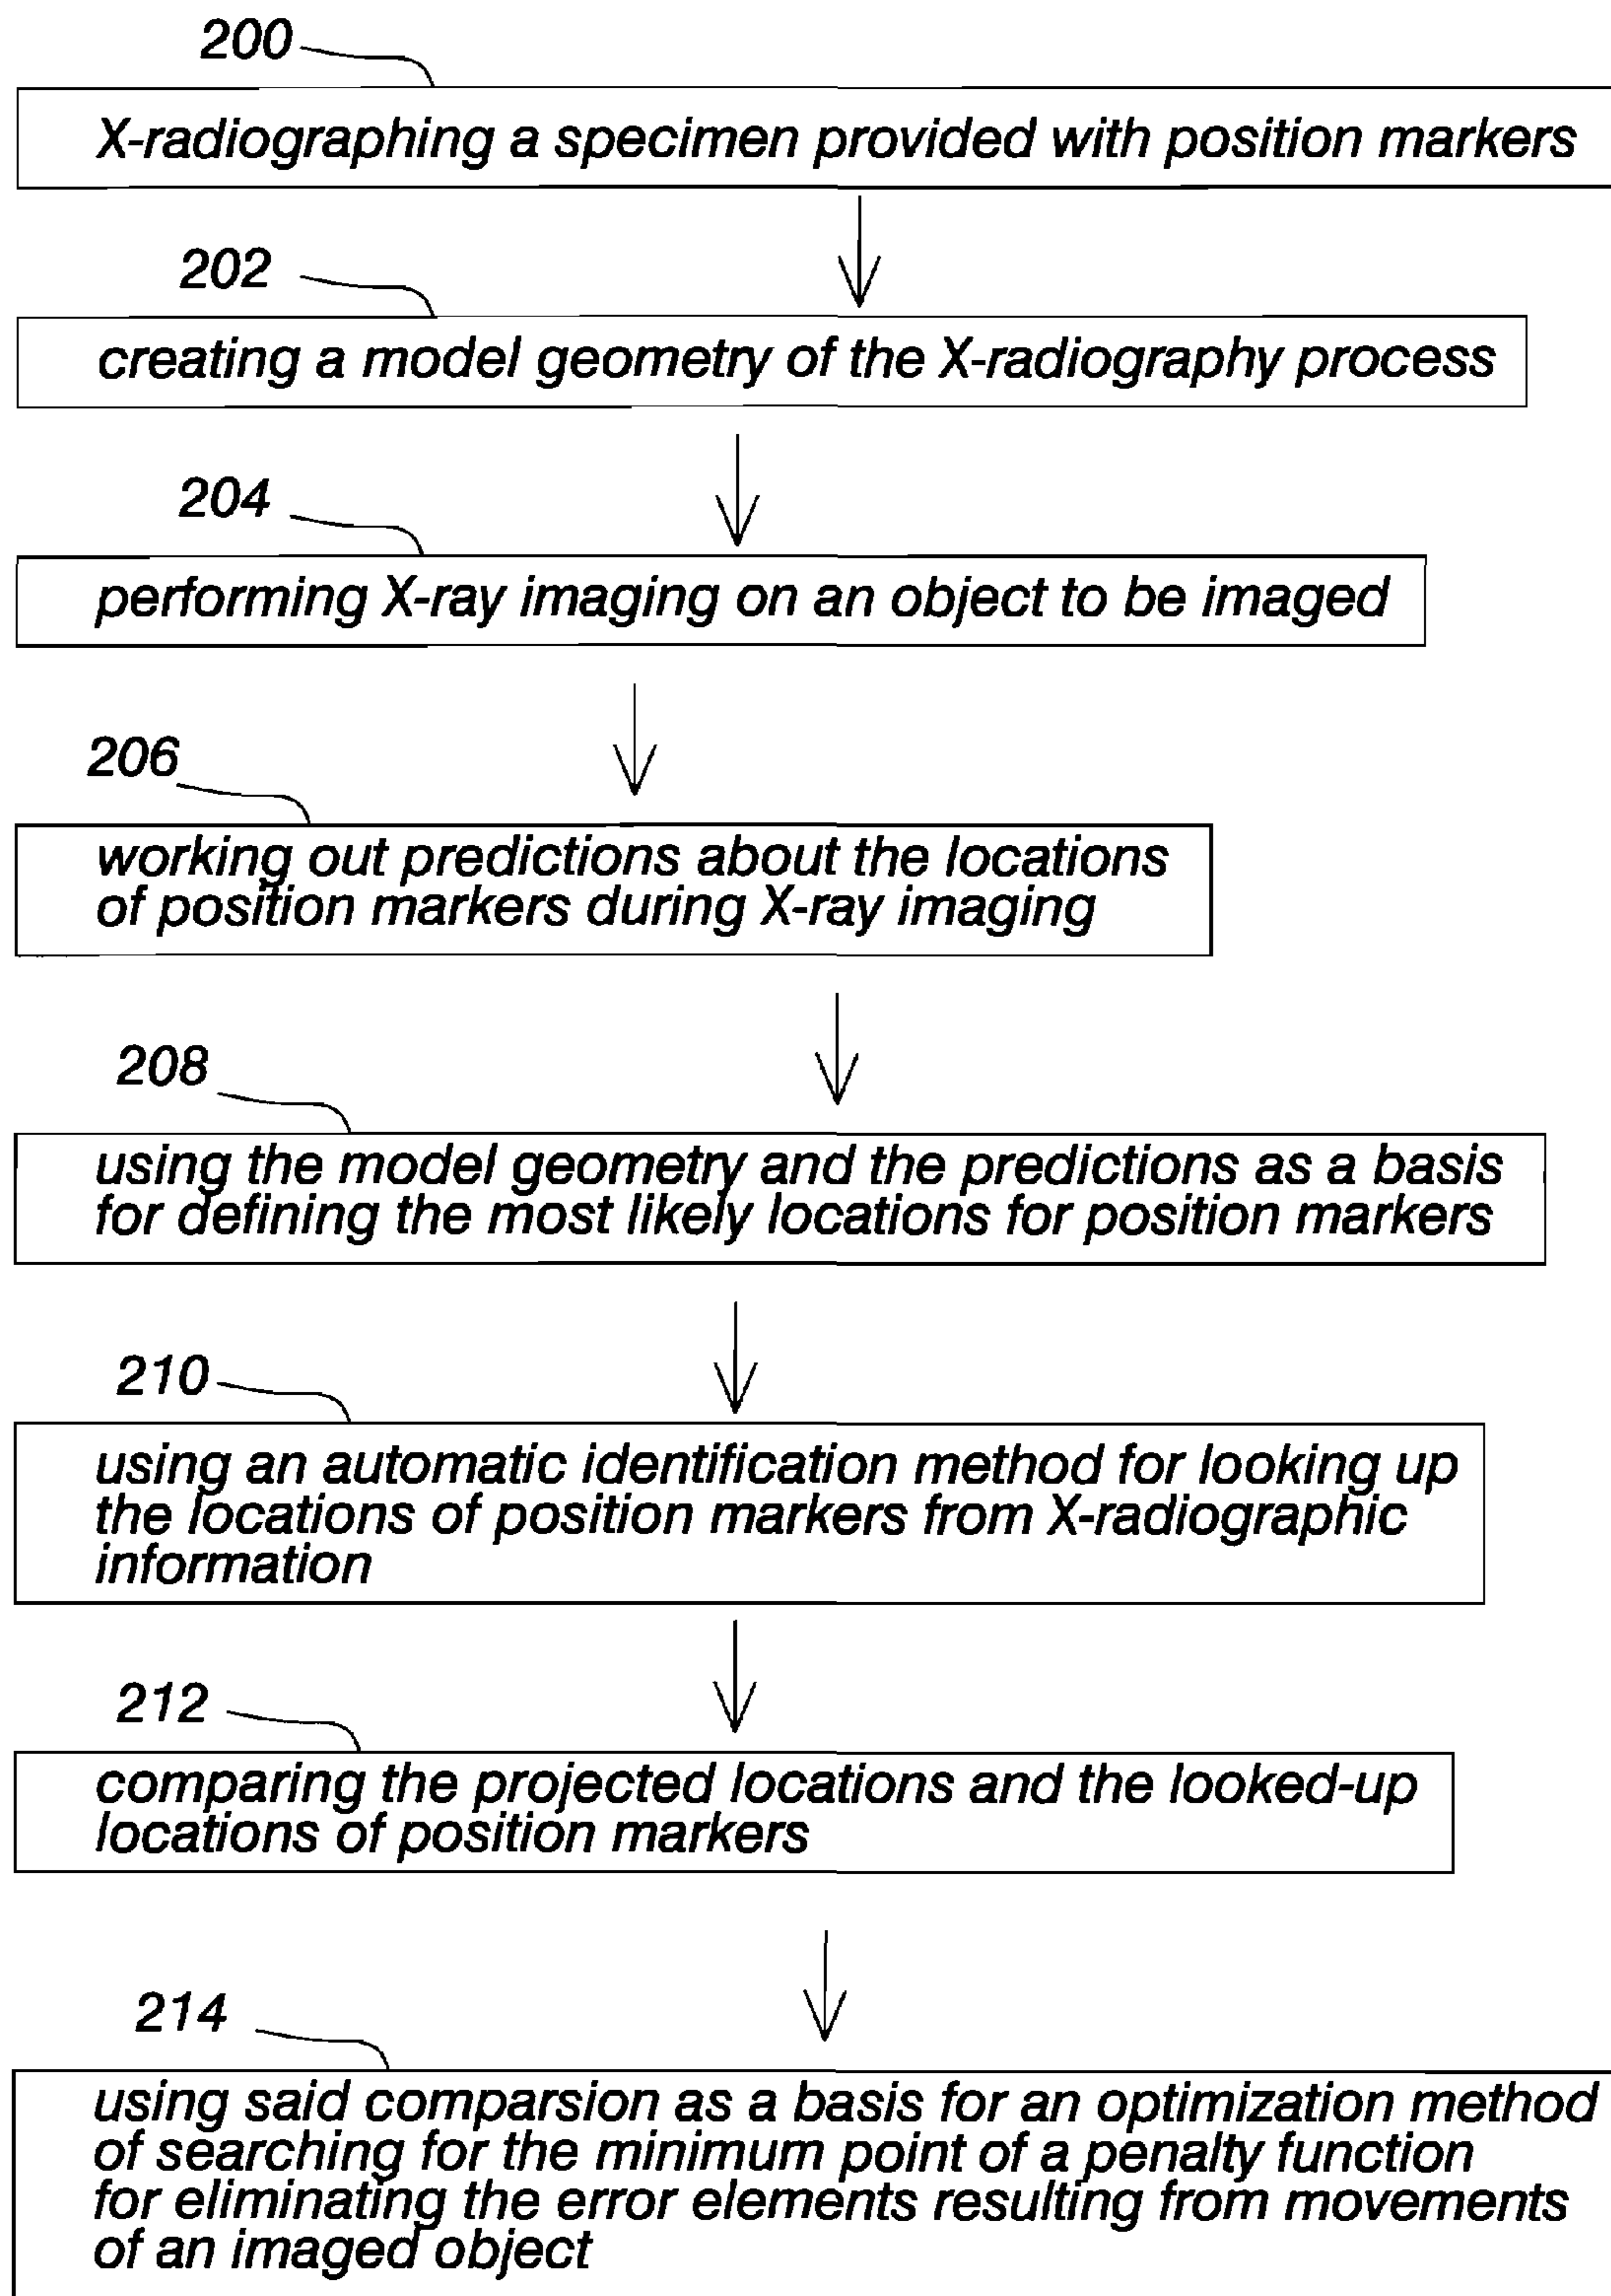 200
X-radiographing a specimen provided with position markers
202
creating a model geometry of the X-radiography process
204
performing X-ray imaging on an object to be imaged
206
working out predictions about the locations
of position markers during X-ray imaging
208
using the model geometry and the predictions as a basis
for defining the most likely locations for position markers
210
using an automatic identification method for looking up
the locations of position markers from X-radiographic
information
212
comparing the projected locations and the looked-up
locations of position markers
214
using said comparsion as a basis for an optimization method
of searching for the minimum point of a penalty function
for eliminating the error elements resulting from movements
of an imaged object